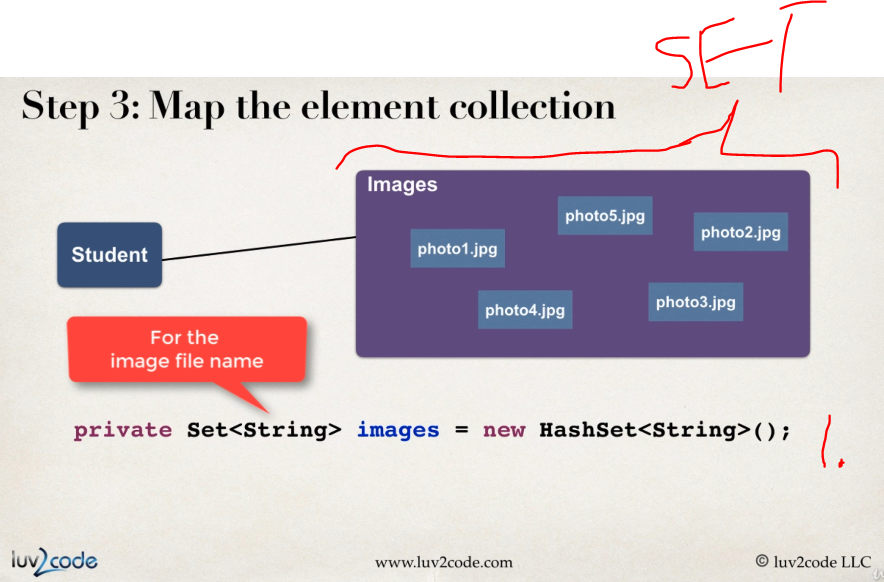 SET
Step 3: Map the element collection
Images
photo5.jpg
photo2.jpg
photo1.jpg
Student
photo3.jpg
photo4.jpg
For the
image file name
private Set<String> images = new HashSet<String>();
1.
luv2code
www.luv2code.com
© luv2code LLC